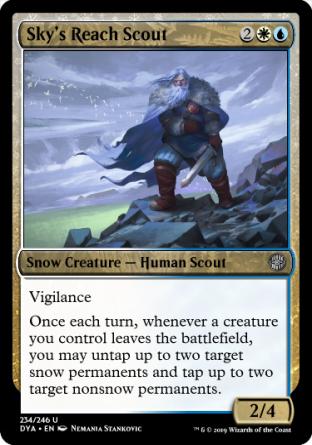 Sky's Reach Scout 2
Snow Creature — Human Scout
Vigilance
Once each turn, whenever a creature
you control leaves the battlefield,
you may untap up to two target
snow permanents and tap up to two
target nonsnow permanents.
2/4
234/246 U
DYA • EN NEMANIA STANKOVIC
™ & © 2019 Wizards of the Coast